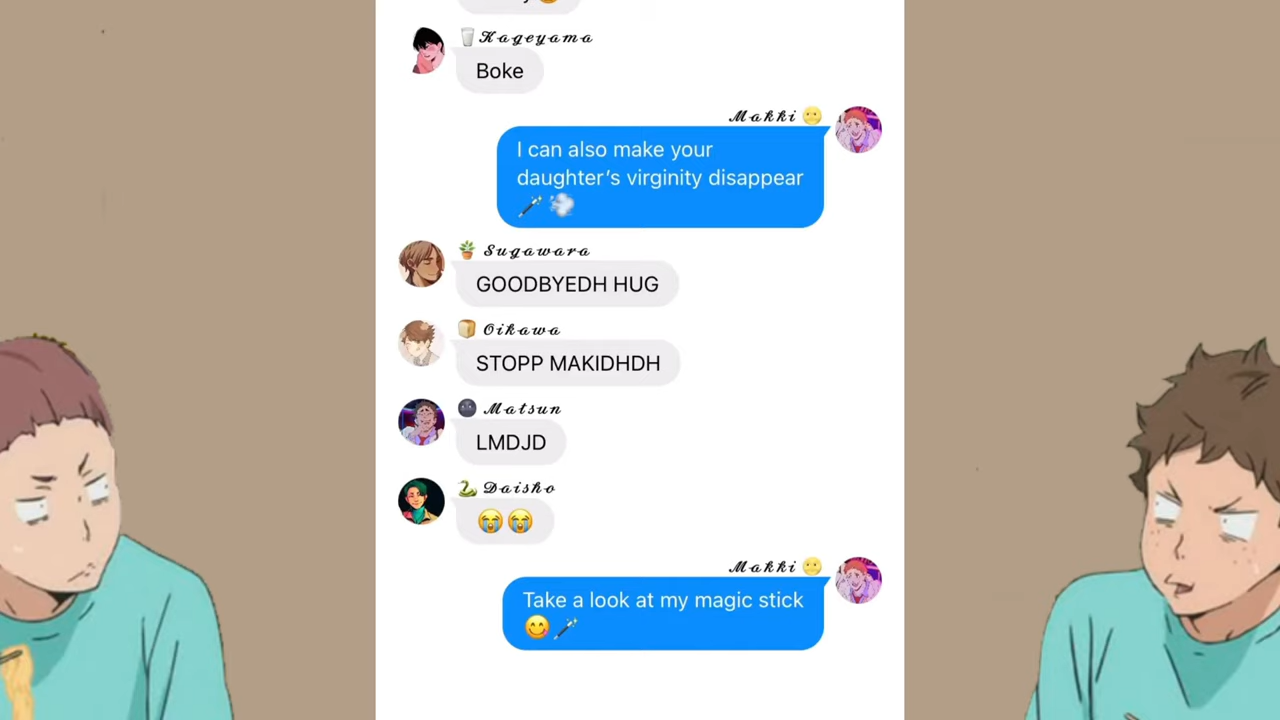 🥛 Kageyama
Boke
Makki 🌝
I can also make your
daughter's virginity disappear
🪄 💨
🪴 Sugawara
GOODBYEDH HUG
🍞 Oikawa
STOPP MAKIDHDH
🌚 Matsun
LMDJD
🐍 Daisho
😭😭
Makki 🌝
Take a look at my magic stick
😋🪄